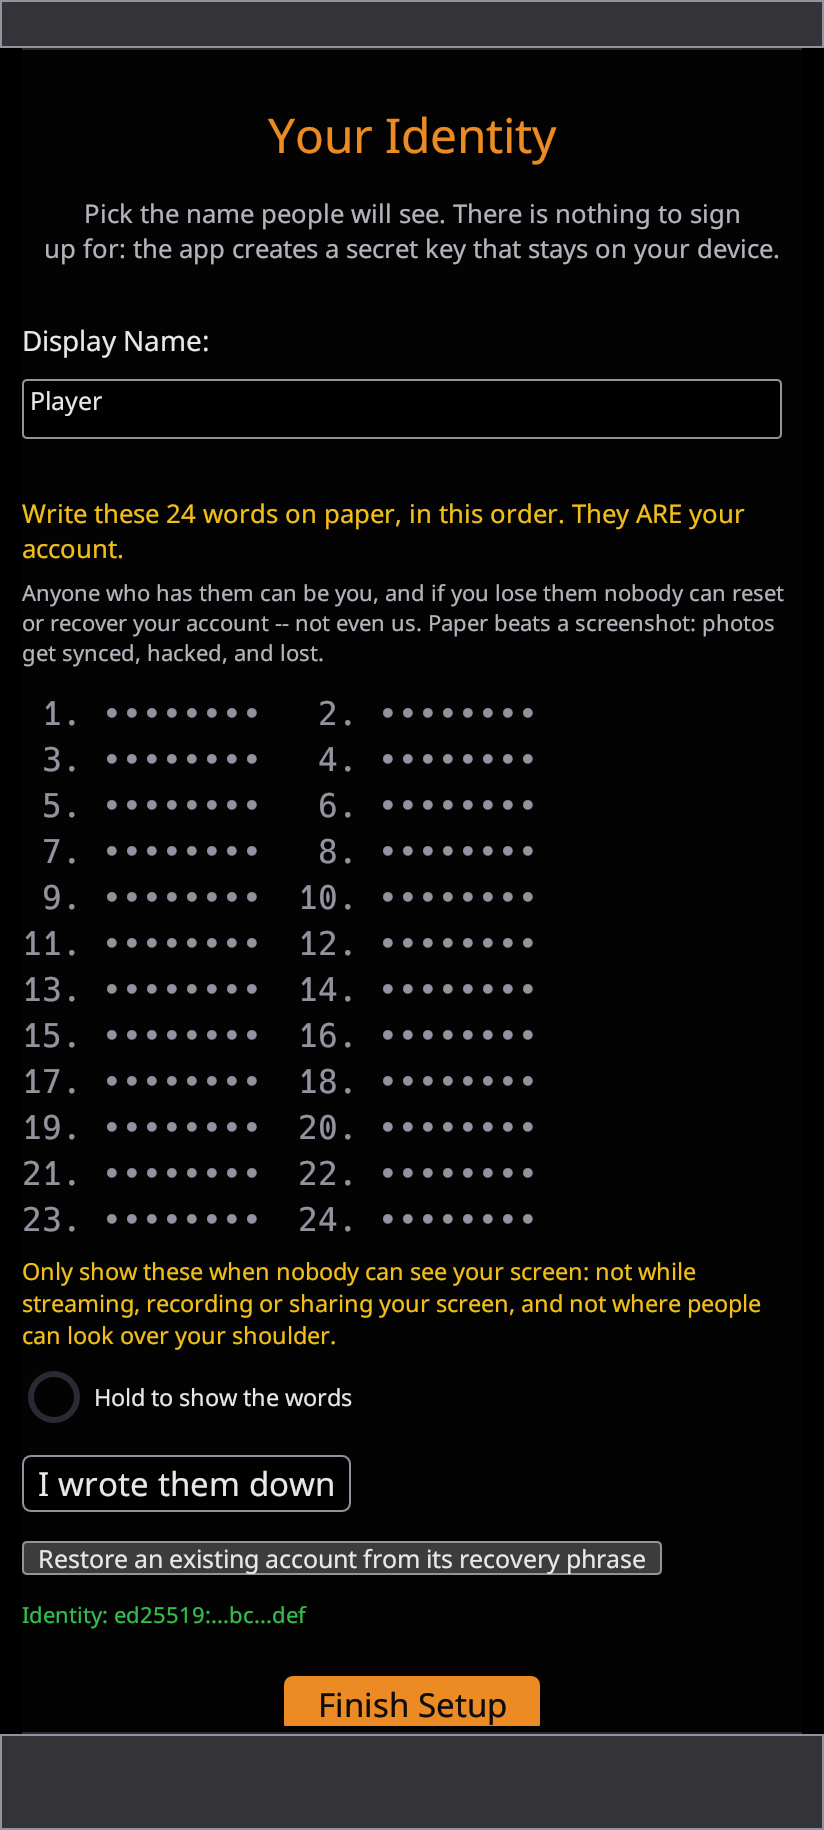 Your Identity
Pick the name people will see. There is nothing to sign
up for: the app creates a secret key that stays on your device.
Display Name:
Player
Write these 24 words on paper, in this order. They ARE your
account.
Anyone who has them can be you, and if you lose them nobody can reset
or recover your account -- not even us. Paper beats a screenshot: photos
get synced, hacked, and lost.
1. •••••••• 2. ••••••••
3. •••••••• 4. ••••••••
5. •••••••• 6. ••••••••
7. •••••••• 8. ••••••••
9. •••••••• 10. ••••••••
11. •••••••• 12. ••••••••
13. •••••••• 14. ••••••••
15. •••••••• 16. ••••••••
17. •••••••• 18. ••••••••
19. •••••••• 20. ••••••••
21. •••••••• 22. ••••••••
23. •••••••• 24. ••••••••
Only show these when nobody can see your screen: not while
streaming, recording or sharing your screen, and not where people
can look over your shoulder.
Hold to show the words
I wrote them down
Restore an existing account from its recovery phrase
Identity: ed25519:...bc...def
Finish Setup